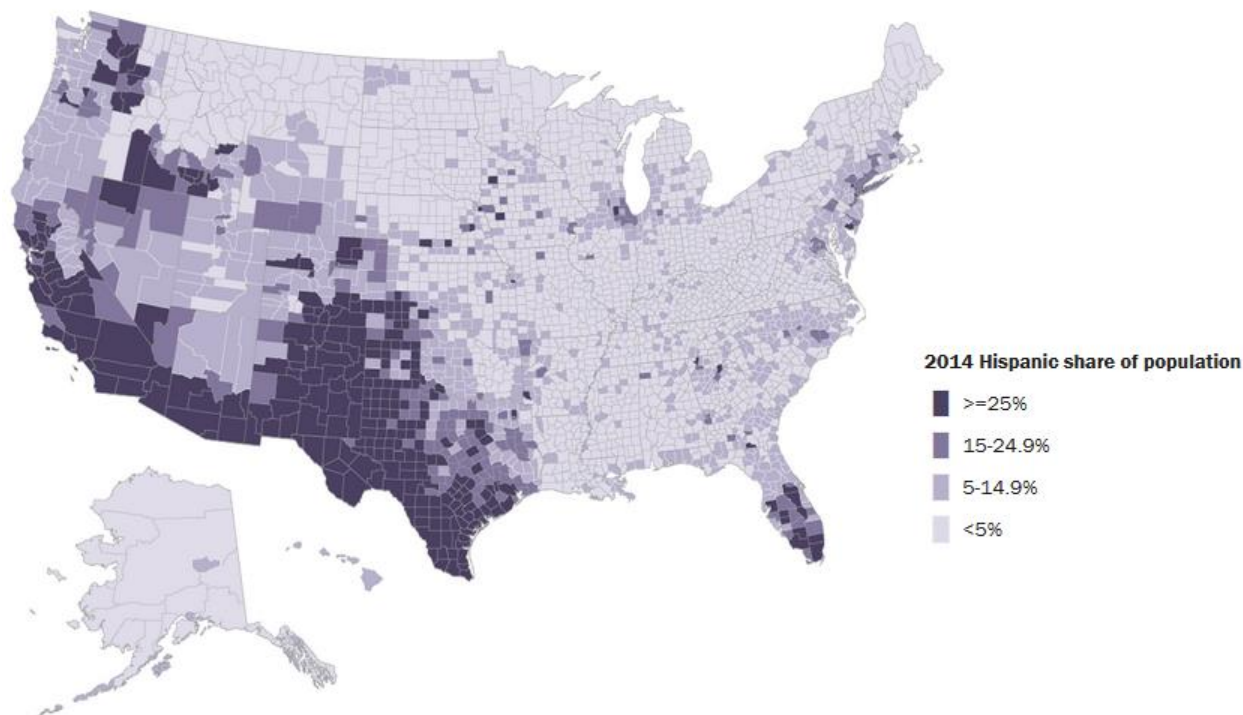 2014 Hispanic share of population
>=25%
15-24.9%
5-14.9%
<5%